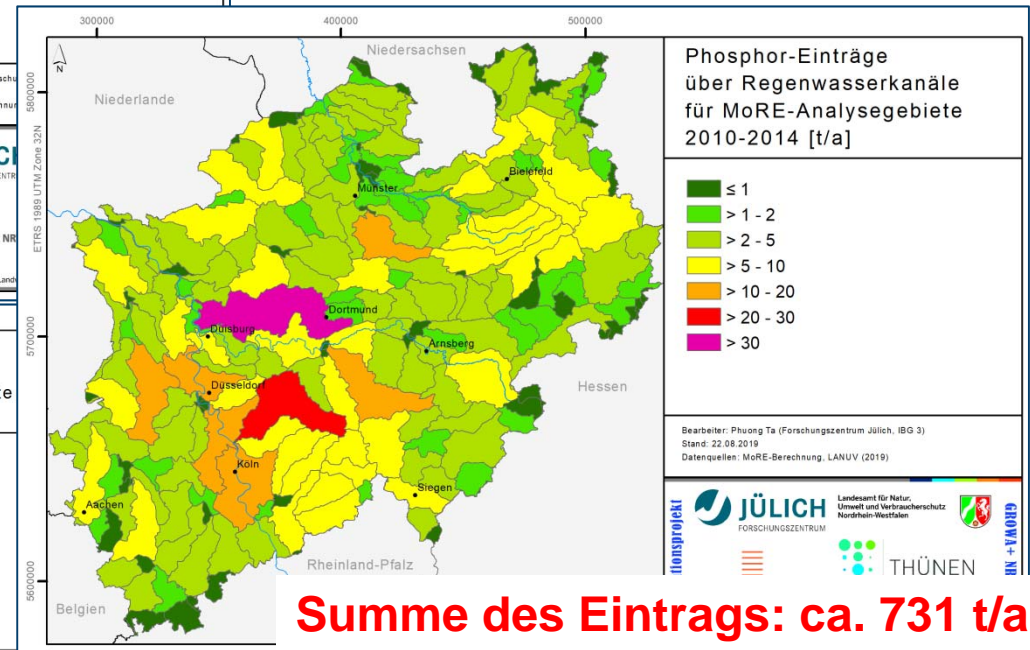 300000
400000
500000
5800000
5700000
5600000
ETRS 1989 UTM Zone 32N
N
Niedersachsen
Niederlande
Bielefeld
Münster
Dortmund
Duisburg
Arnsberg
Hessen
Düsseldorf
Köln
Siegen
Aachen
Rheinland-Pfalz
Belgien
Phosphor-Einträge
über Regenwasserkanäle
für MoRE-Analysegebiete
2010-2014 [t/a]
≤ 1
> 1 - 2
> 2 - 5
> 5 - 10
> 10 - 20
> 20 - 30
> 30
Bearbeiter: Phuong Ta (Forschungszentrum Jülich, IBG 3)
Stand: 22.08.2019
Datenquellen: MoRE-Berechnung, LANUV (2019)
JÜLICH
FORSCHUNGSZENTRUM
Landesamt für Natur,
Umwelt und Verbraucherschutz
Nordrhein-Westfalen
tionsprojekt
GROWA+ NR
THÜNEN
Summe des Eintrags: ca. 731 t/a